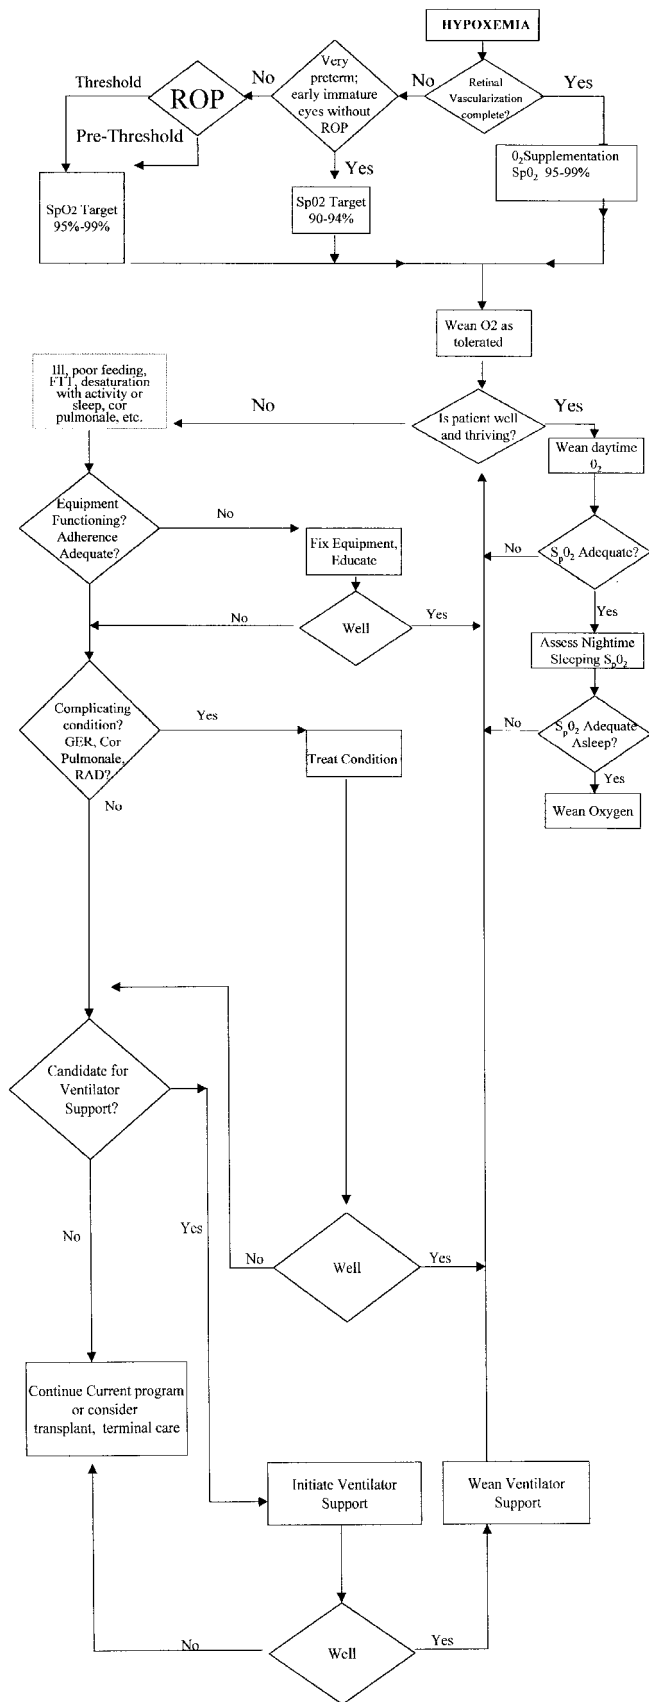 HYPOXEMIA
Retinal
Vascularization
complete?
No
Yes
Very
preterm;
early immature
eyes without
ROP
No
Yes
ROP
Threshold
Pre-Threshold
SpO2 Target
95%-99%
Sp02 Target
90-94%
0₂Supplementation
Sp0₂ 95-99%
Wean O2 as
tolerated
Is patient well
and thriving?
No
Yes
Ill, poor feeding,
FTT, desaturation
with activity or
sleep, cor
pulmonale, etc.
Wean daytime
0₂
Equipment
Functioning?
Adherence
Adequate?
No
Fix Equipment,
Educate
SₚO₂ Adequate?
No
Yes
Well
No
Yes
Assess Nightime
Sleeping Sₚ0₂
Complicating
condition?
GER, Cor
Pulmonale,
RAD?
Yes
No
Treat Condition
Sₚ0₂ Adequate
Asleep?
No
Yes
Wean Oxygen
Candidate for
Ventilator
Support?
No
Yes
Well
No
Yes
Continue Current program
or consider
transplant, terminal care
Initiate Ventilator
Support
Wean Ventilator
Support
Well
No
Yes